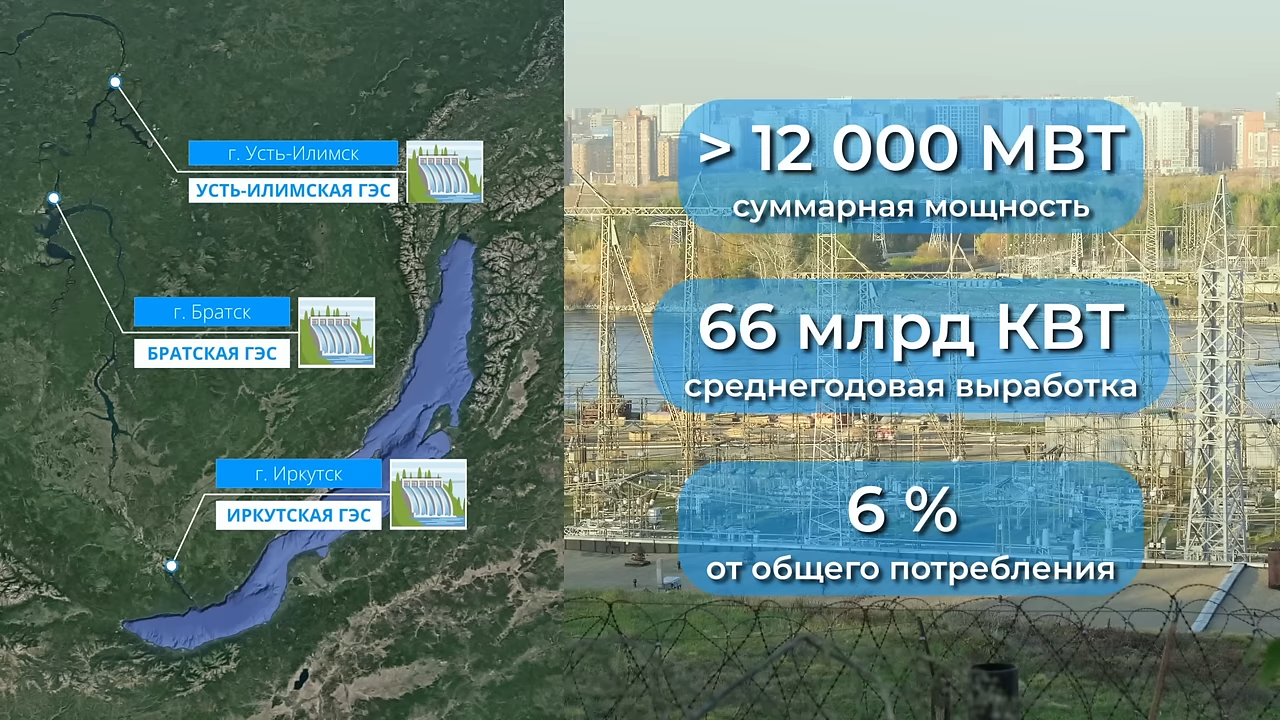 г. Усть-Илимск
УСТЬ-ИЛИМСКАЯ ГЭС
г. Братск
БРАТСКАЯ ГЭС
г. Иркутск
ИРКУТСКАЯ ГЭС
> 12 000 МВТ
суммарная мощность
66 млрд КВТ
среднегодовая выработка
6 %
от общего потребления